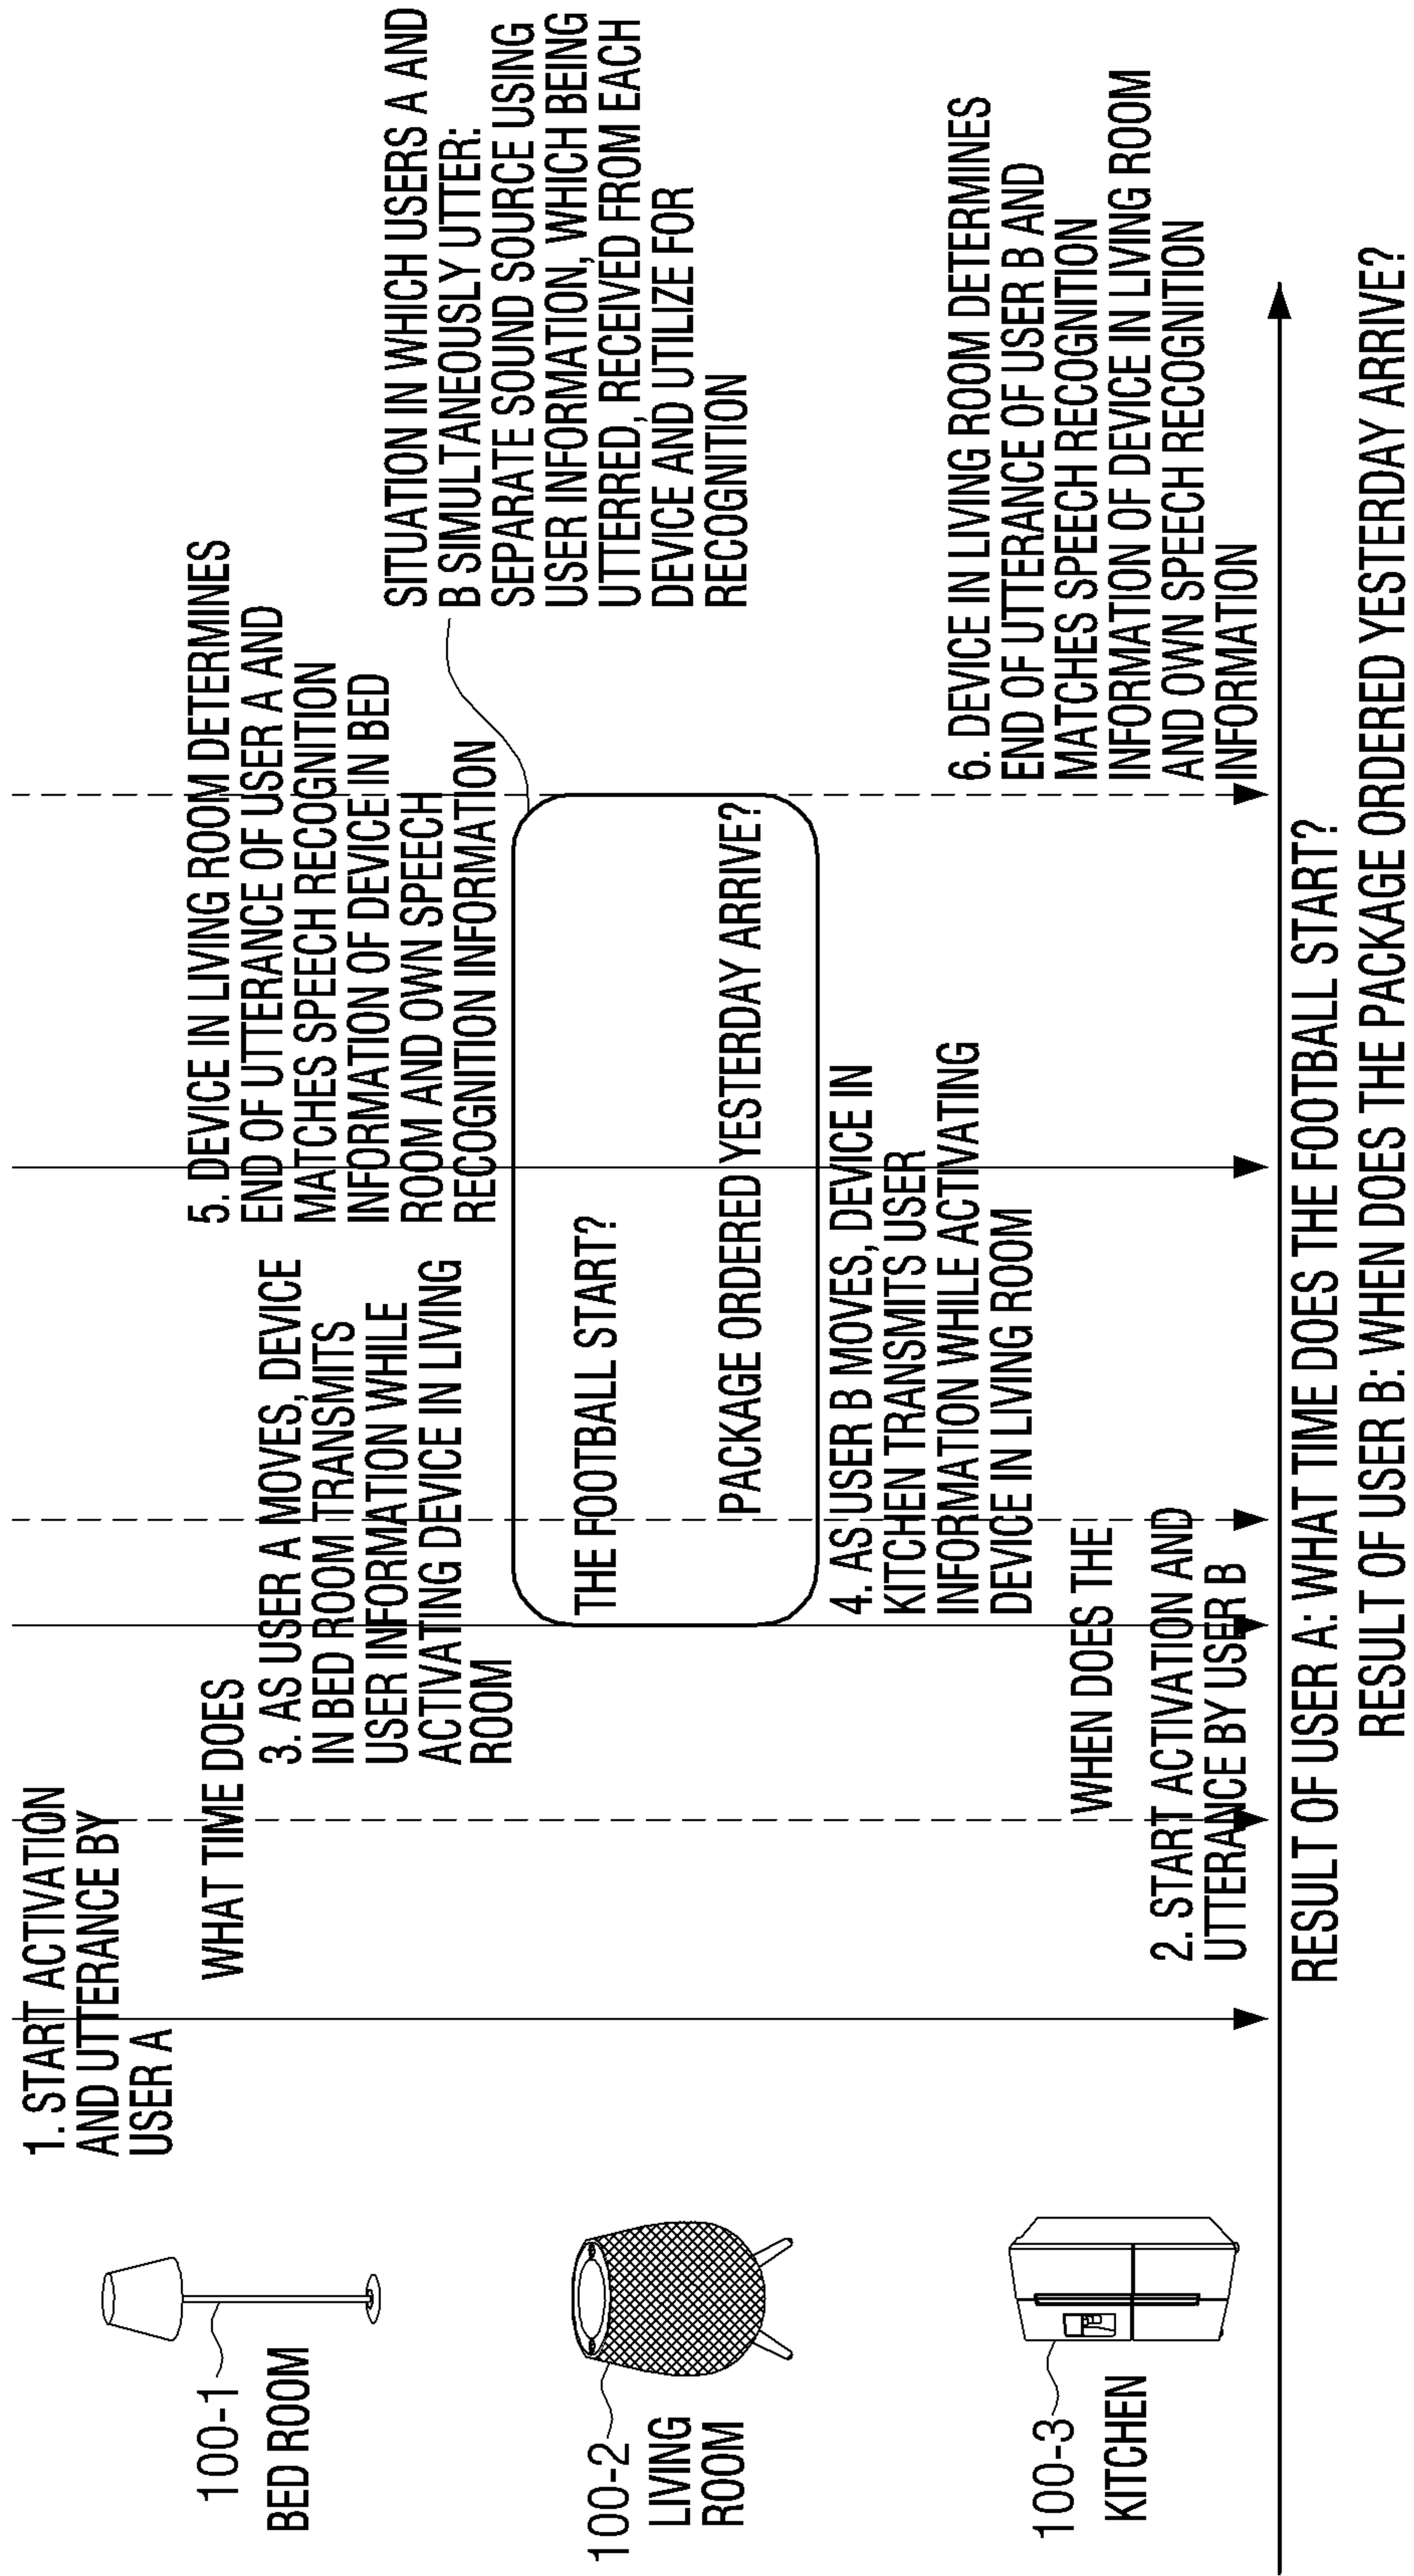 1. START ACTIVATION
AND UTTERANCE BY
USER A
100-1
BED ROOM
WHAT TIME DOES
3. AS USER A MOVES, DEVICE
IN BED ROOM TRANSMITS
USER INFORMATION WHILE
ACTIVATING DEVICE IN LIVING
ROOM
5. DEVICE IN LIVING ROOM DETERMINES
END OF UTTERANCE OF USER A AND
MATCHES SPEECH RECOGNITION
INFORMATION OF DEVICE IN BED
ROOM AND OWN SPEECH
RECOGNITION INFORMATION
SITUATION IN WHICH USERS A AND
B SIMULTANEOUSLY UTTER:
SEPARATE SOUND SOURCE USING
USER INFORMATION, WHICH BEING
UTTERRED, RECEIVED FROM EACH
DEVICE AND UTILIZE FOR
RECOGNITION
100-2
LIVING
ROOM
THE FOOTBALL START?
PACKAGE ORDERED YESTERDAY ARRIVE?
4. AS USER B MOVES, DEVICE IN
KITCHEN TRANSMITS USER
INFORMATION WHILE ACTIVATING
DEVICE IN LIVING ROOM
6. DEVICE IN LIVING ROOM DETERMINES
END OF UTTERANCE OF USER B AND
MATCHES SPEECH RECOGNITION
INFORMATION OF DEVICE IN LIVING ROOM
AND OWN SPEECH RECOGNITION
INFORMATION
100-3
KITCHEN
WHEN DOES THE
2. START ACTIVATION AND
UTTERANCE BY USER B
RESULT OF USER A: WHAT TIME DOES THE FOOTBALL START?
RESULT OF USER B: WHEN DOES THE PACKAGE ORDERED YESTERDAY ARRIVE?